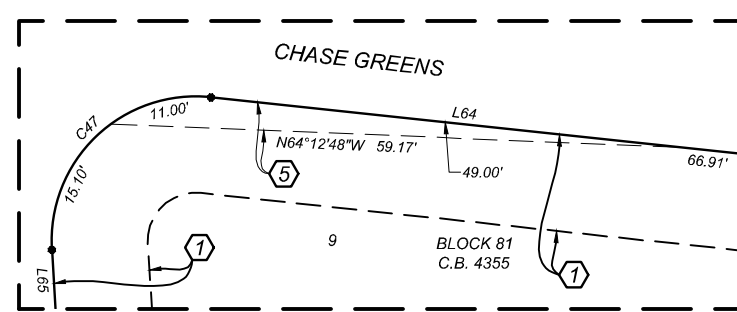 CHASE GREENS
L64
11.00'
C47
N64°12'48"W 59.17'
66.91'
49.00'
5
15.10'
9
BLOCK 81
C.B. 4355
1
1
L65